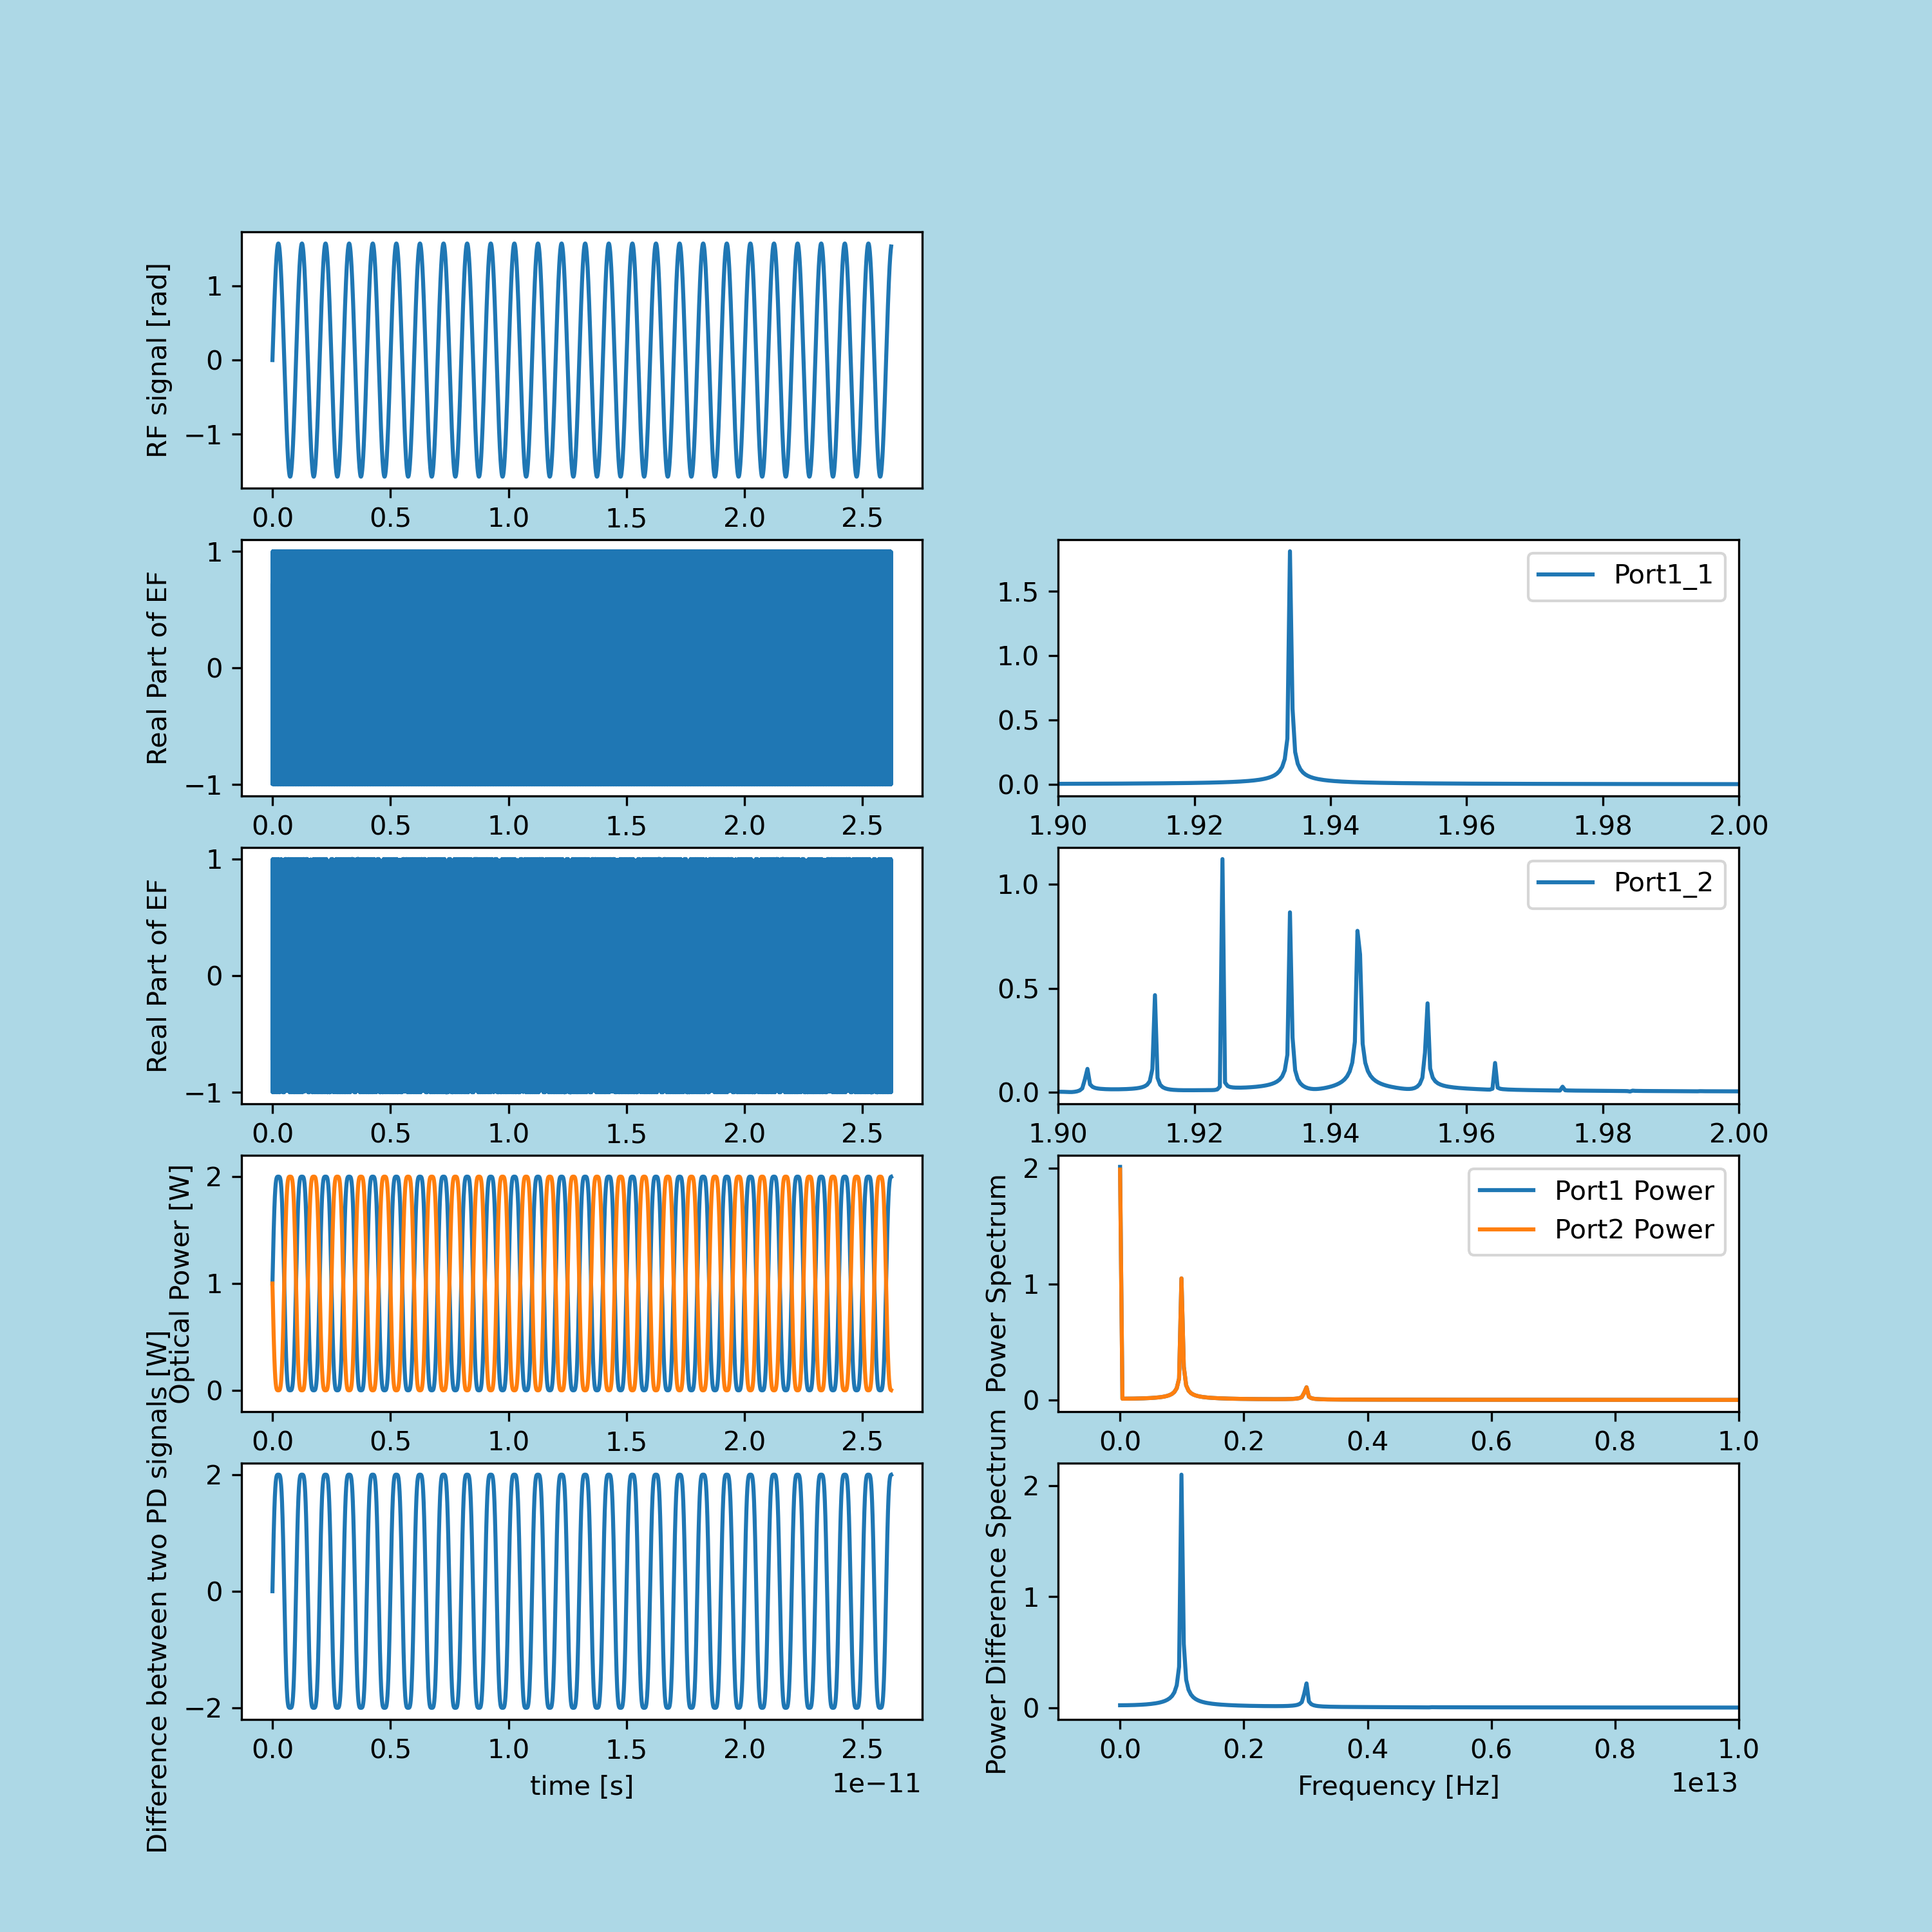 RF signal [rad]
1
0
−1
0.0 0.5 1.0 1.5 2.0 2.5
Real Part of EF
1
0
−1
0.0 0.5 1.0 1.5 2.0 2.5
Port1_1
1.5
1.0
0.5
0.0
1.90 1.92 1.94 1.96 1.98 2.00
Real Part of EF
1
0
−1
0.0 0.5 1.0 1.5 2.0 2.5
Port1_2
1.0
0.5
0.0
1.90 1.92 1.94 1.96 1.98 2.00
Optical Power [W]
2
1
0
0.0 0.5 1.0 1.5 2.0 2.5
Power Spectrum
Port1 Power
Port2 Power
2
1
0
0.0 0.2 0.4 0.6 0.8 1.0
Difference between two PD signals [W]
2
0
−2
0.0 0.5 1.0 1.5 2.0 2.5
time [s]
1e−11
Power Difference Spectrum
2
1
0
0.0 0.2 0.4 0.6 0.8 1.0
Frequency [Hz]
1e13